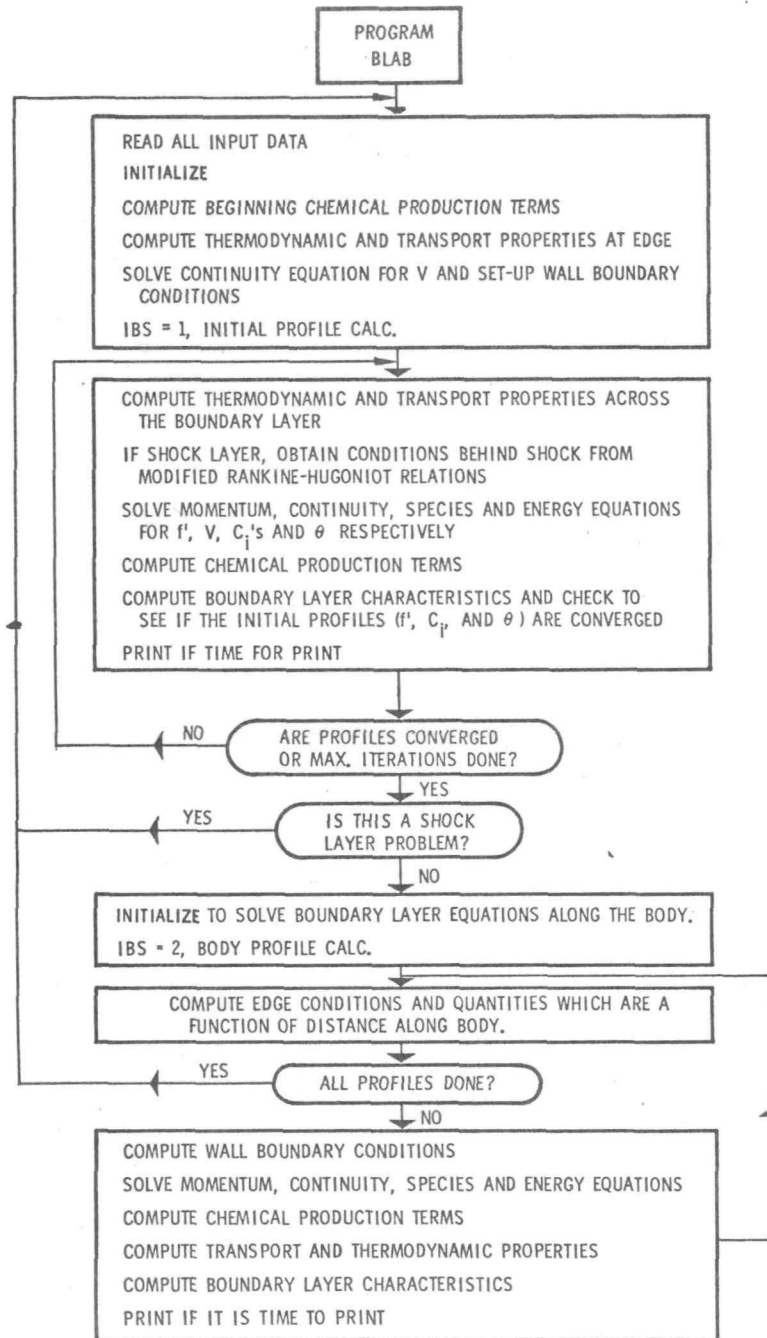 PROGRAM
BLAB
READ ALL INPUT DATA
INITIALIZE
COMPUTE BEGINNING CHEMICAL PRODUCTION TERMS
COMPUTE THERMODYNAMIC AND TRANSPORT PROPERTIES AT EDGE
SOLVE CONTINUITY EQUATION FOR V AND SET-UP WALL BOUNDARY
CONDITIONS
IBS = 1, INITIAL PROFILE CALC.
COMPUTE THERMODYNAMIC AND TRANSPORT PROPERTIES ACROSS
THE BOUNDARY LAYER
IF SHOCK LAYER, OBTAIN CONDITIONS BEHIND SHOCK FROM
MODIFIED RANKINE-HUGONIOT RELATIONS
SOLVE MOMENTUM, CONTINUITY, SPECIES AND ENERGY EQUATIONS
FOR f', V, Cᵢ's AND θ RESPECTIVELY
COMPUTE CHEMICAL PRODUCTION TERMS
COMPUTE BOUNDARY LAYER CHARACTERISTICS AND CHECK TO
SEE IF THE INITIAL PROFILES (f', Cᵢ, AND θ ) ARE CONVERGED
PRINT IF TIME FOR PRINT
NO
ARE PROFILES CONVERGED
OR MAX. ITERATIONS DONE?
YES
YES
IS THIS A SHOCK
LAYER PROBLEM?
NO
INITIALIZE TO SOLVE BOUNDARY LAYER EQUATIONS ALONG THE BODY.
IBS = 2, BODY PROFILE CALC.
COMPUTE EDGE CONDITIONS AND QUANTITIES WHICH ARE A
FUNCTION OF DISTANCE ALONG BODY.
YES
ALL PROFILES DONE?
NO
COMPUTE WALL BOUNDARY CONDITIONS
SOLVE MOMENTUM, CONTINUITY, SPECIES AND ENERGY EQUATIONS
COMPUTE CHEMICAL PRODUCTION TERMS
COMPUTE TRANSPORT AND THERMODYNAMIC PROPERTIES
COMPUTE BOUNDARY LAYER CHARACTERISTICS
PRINT IF IT IS TIME TO PRINT